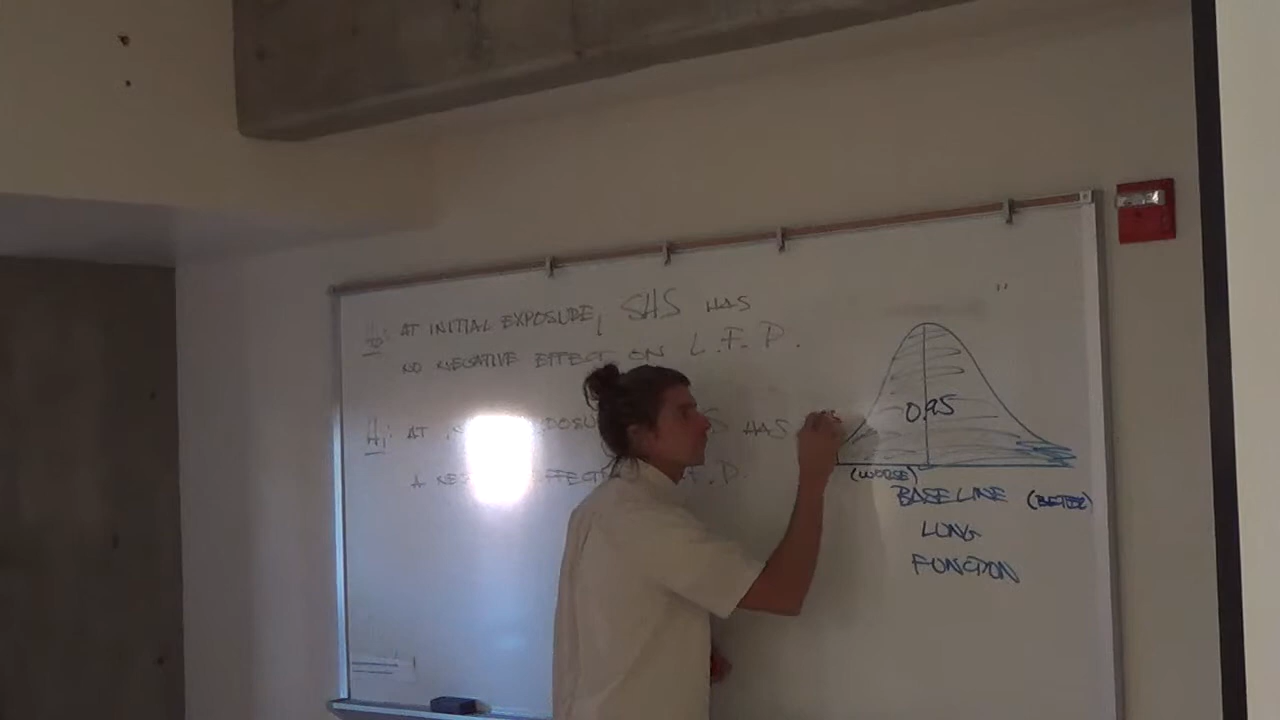 H₀: AT INITIAL EXPOSURE, SHS HAS
NO NEGATIVE EFFECT ON L.F.P.
H₁: AT HAS
A F.P.
0.95
(WORSE)
BASELINE (BETTER)
LUNG
FUNCTION